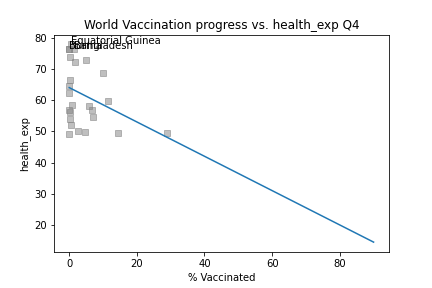 World Vaccination progress vs. health_exp Q4
Equatorial Guinea
Bangladesh
80
70
60
50
40
30
20
health_exp
0
20
40
60
80
% Vaccinated